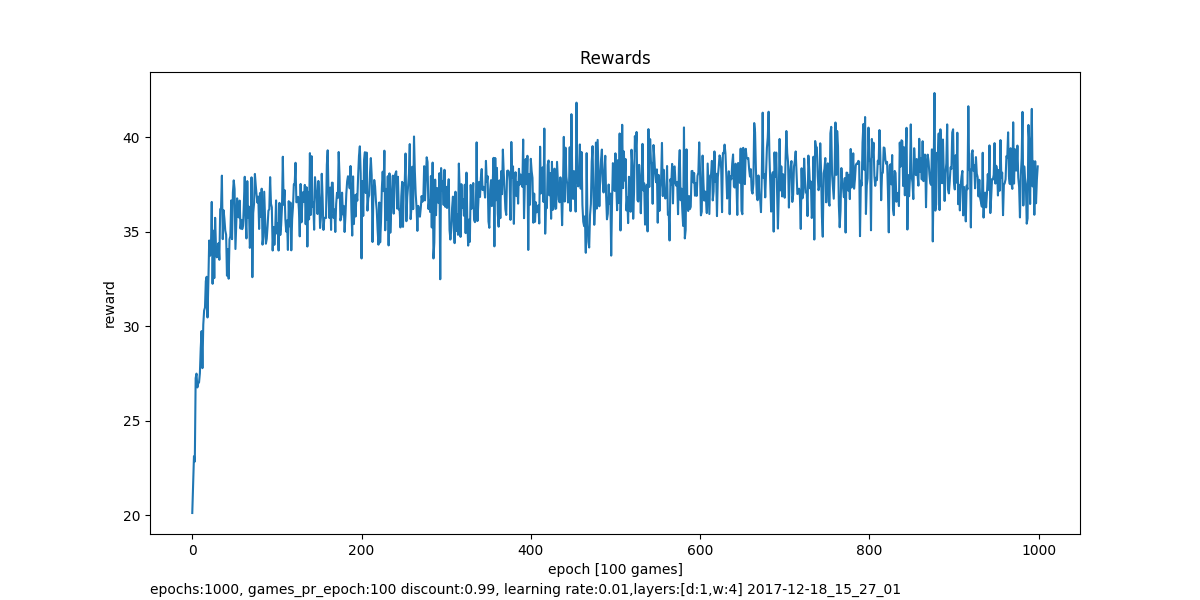 Rewards
40
35
30
25
20
reward
0 200 400 600 800 1000
epoch [100 games]
epochs:1000, games_pr_epoch:100 discount:0.99, learning rate:0.01,layers:[d:1,w:4] 2017-12-18_15_27_01